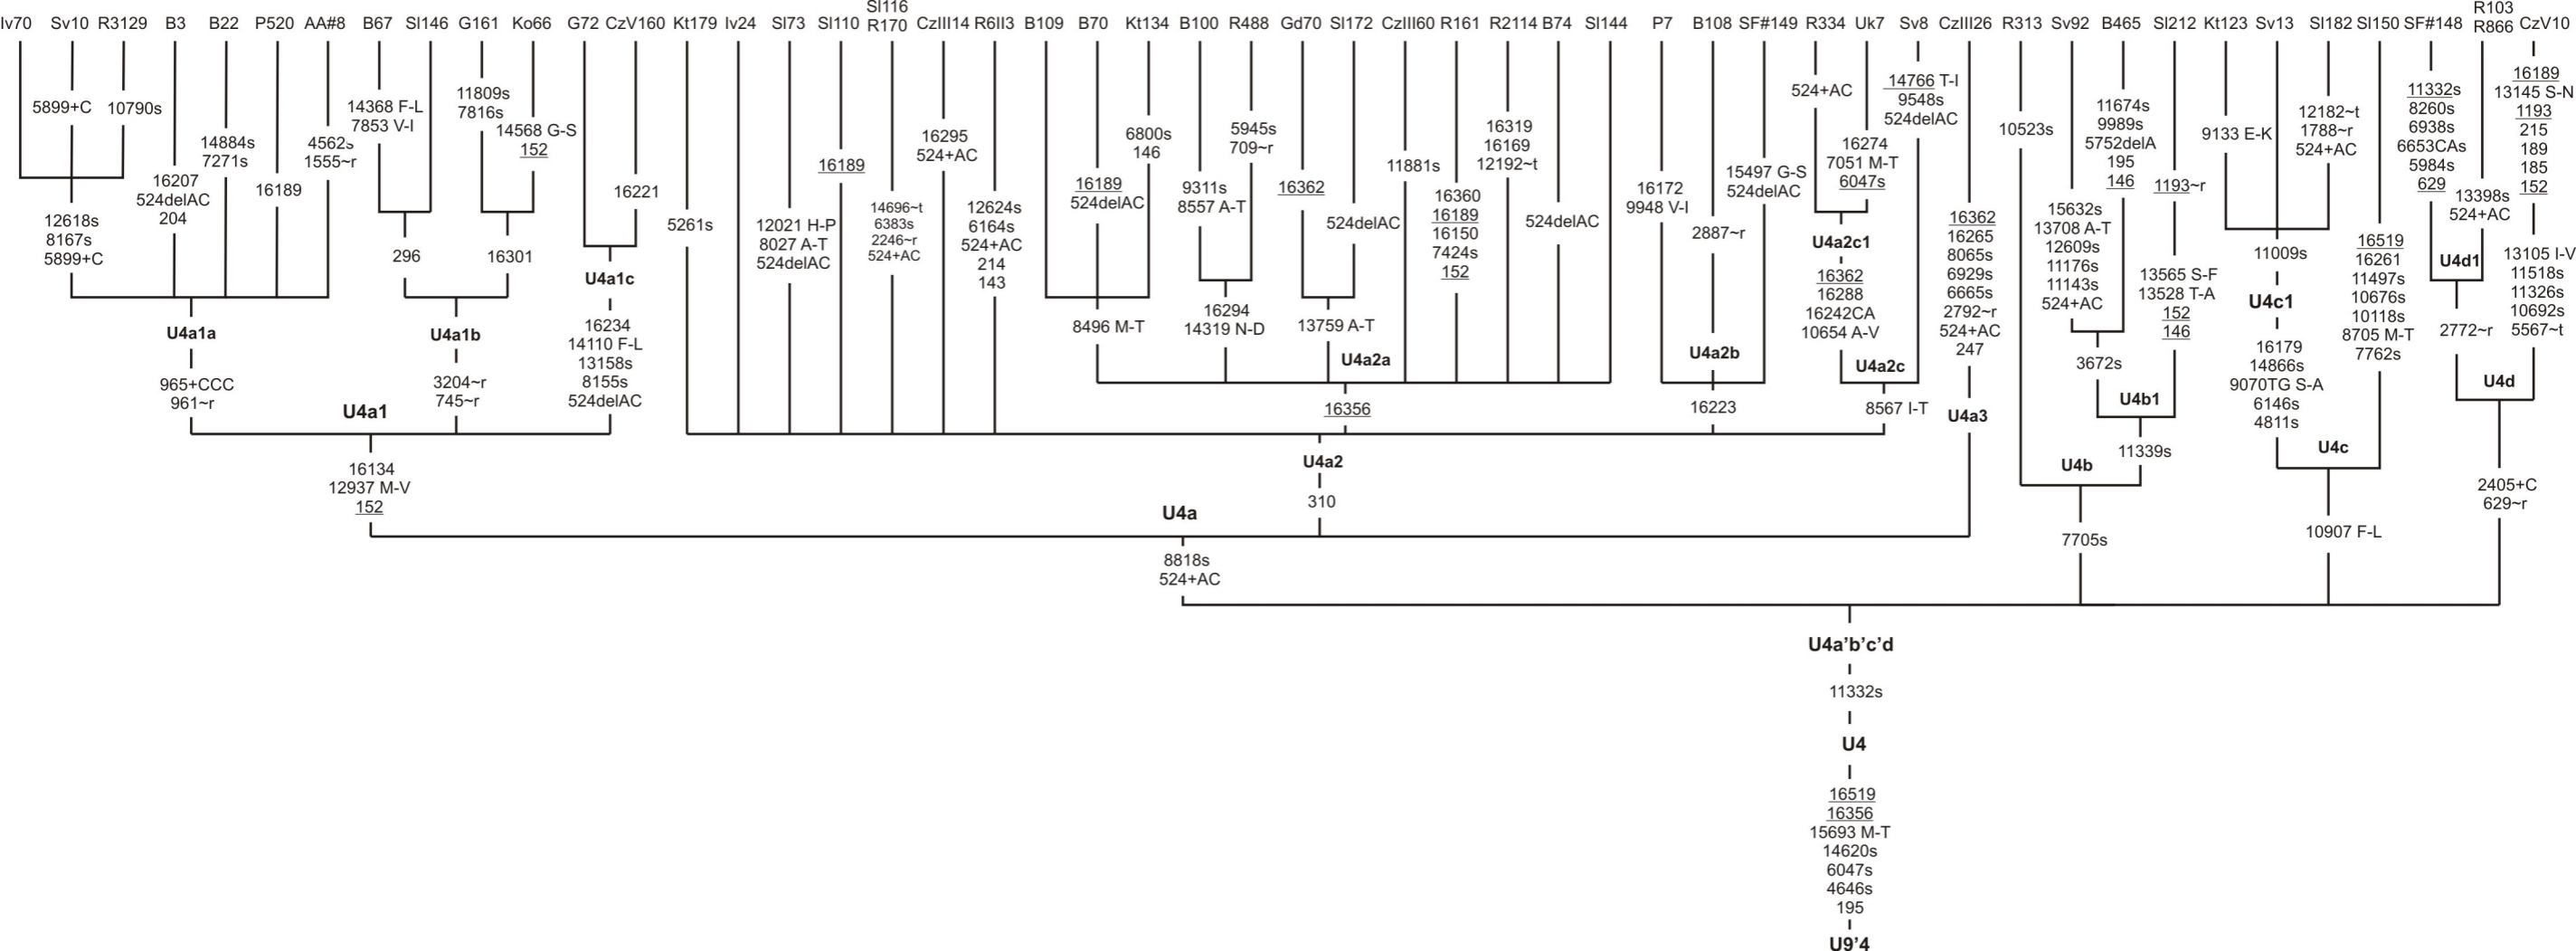 Iv70 Sv10 R3129 B3 B22 P520 AA#8 B67 Sl146 G161 Ko66 G72 CzV160 Kt179 Iv24 Sl73 Sl110 Sl116 R170 CzIII14 R6II3 B109 B70 Kt134 B100 R488 Gd70 Sl172 CzIII60 R161 R2114 B74 Sl144 P7 B108 SF#149 R334 Uk7 Sv8 CzIII26 R313 Sv92 B465 Sl212 Kt123 Sv13 Sl182 Sl150 SF#148 R103 R866 CzV10
5899+C
10790s
12618s
8167s
5899+C
16207
524delAC
204
14884s
7271s
16189
4562s
1555~r
U4a1a
965+CCC
961~r
14368 F-L
7853 V-I
296
11809s
7816s
14568 G-S
152
16301
U4a1b
3204~r
745~r
16221
U4a1c
16234
14110 F-L
13158s
8155s
524delAC
U4a1
16134
12937 M-V
152
5261s
12021 H-P
8027 A-T
524delAC
16189
14696~t
6383s
2246~r
524+AC
16295
524+AC
12624s
6164s
524+AC
214
143
16189
524delAC
6800s
146
8496 M-T
9311s
8557 A-T
5945s
709~r
16294
14319 N-D
16362
524delAC
13759 A-T
11881s
16360
16189
16150
7424s
152
16319
16169
12192~t
524delAC
U4a2a
16356
16172
9948 V-I
2887~r
15497 G-S
524delAC
U4a2b
16223
524+AC
16274
7051 M-T
6047s
U4a2c1
16362
16288
16242CA
10654 A-V
14766 T-I
9548s
524delAC
U4a2c
8567 I-T
U4a2
310
16362
16265
8065s
6929s
6665s
2792~r
524+AC
247
U4a3
U4a
8818s
524+AC
10523s
15632s
13708 A-T
12609s
11176s
11143s
524+AC
11674s
9989s
5752delA
195
146
3672s
1193~r
13565 S-F
13528 T-A
152
146
U4b1
11339s
U4b
7705s
9133 E-K
12182~t
1788~r
524+AC
11009s
U4c1
16179
14866s
9070TG S-A
6146s
4811s
16519
16261
11497s
10676s
10118s
8705 M-T
7762s
U4c
10907 F-L
11332s
8260s
6938s
6653CAs
5984s
629
13398s
524+AC
U4d1
2772~r
16189
13145 S-N
1193
215
189
185
152
13105 I-V
11518s
11326s
10692s
5567~t
U4d
2405+C
629~r
U4a'b'c'd
11332s
U4
16519
16356
15693 M-T
14620s
6047s
4646s
195
U9'4